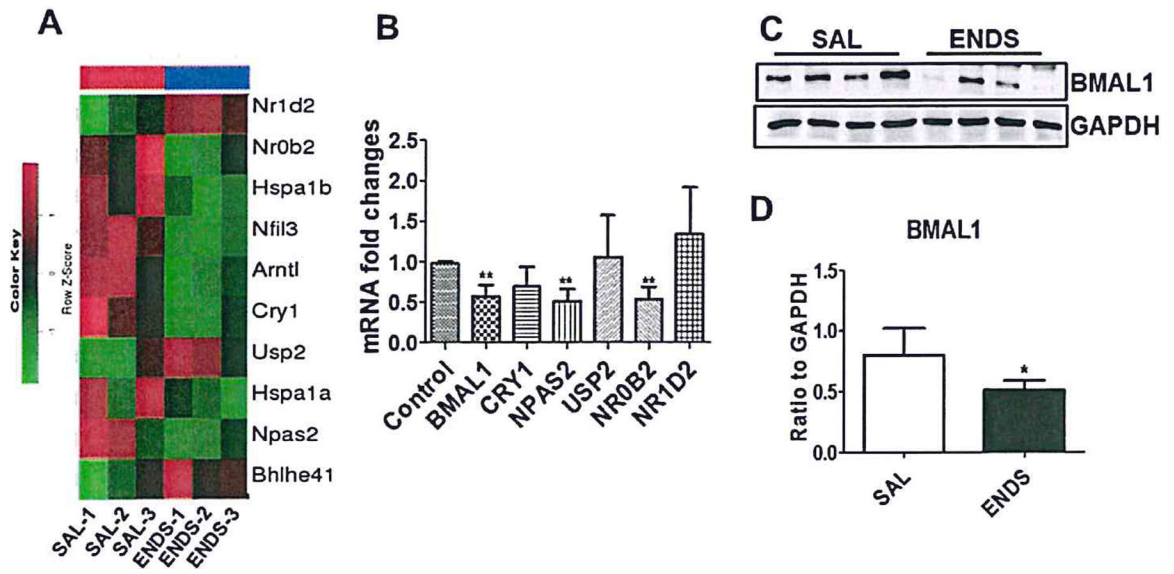 A
Nr1d2
Nr0b2
Hspa1b
Nfil3
Arntl
Cry1
Usp2
Hspa1a
Npas2
Bhlhe41
Color Key
Row Z-Score
1
0
-1
SAL-1
SAL-2
SAL-3
ENDS-1
ENDS-2
ENDS-3
B
mRNA fold changes
2.5
2.0
1.5
1.0
0.5
0.0
**
**
**
Control
BMAL1
CRY1
NPAS2
USP2
NR0B2
NR1D2
C
SAL ENDS
BMAL1
GAPDH
D
BMAL1
Ratio to GAPDH
1.5
1.0
0.5
0.0
*
SAL
ENDS